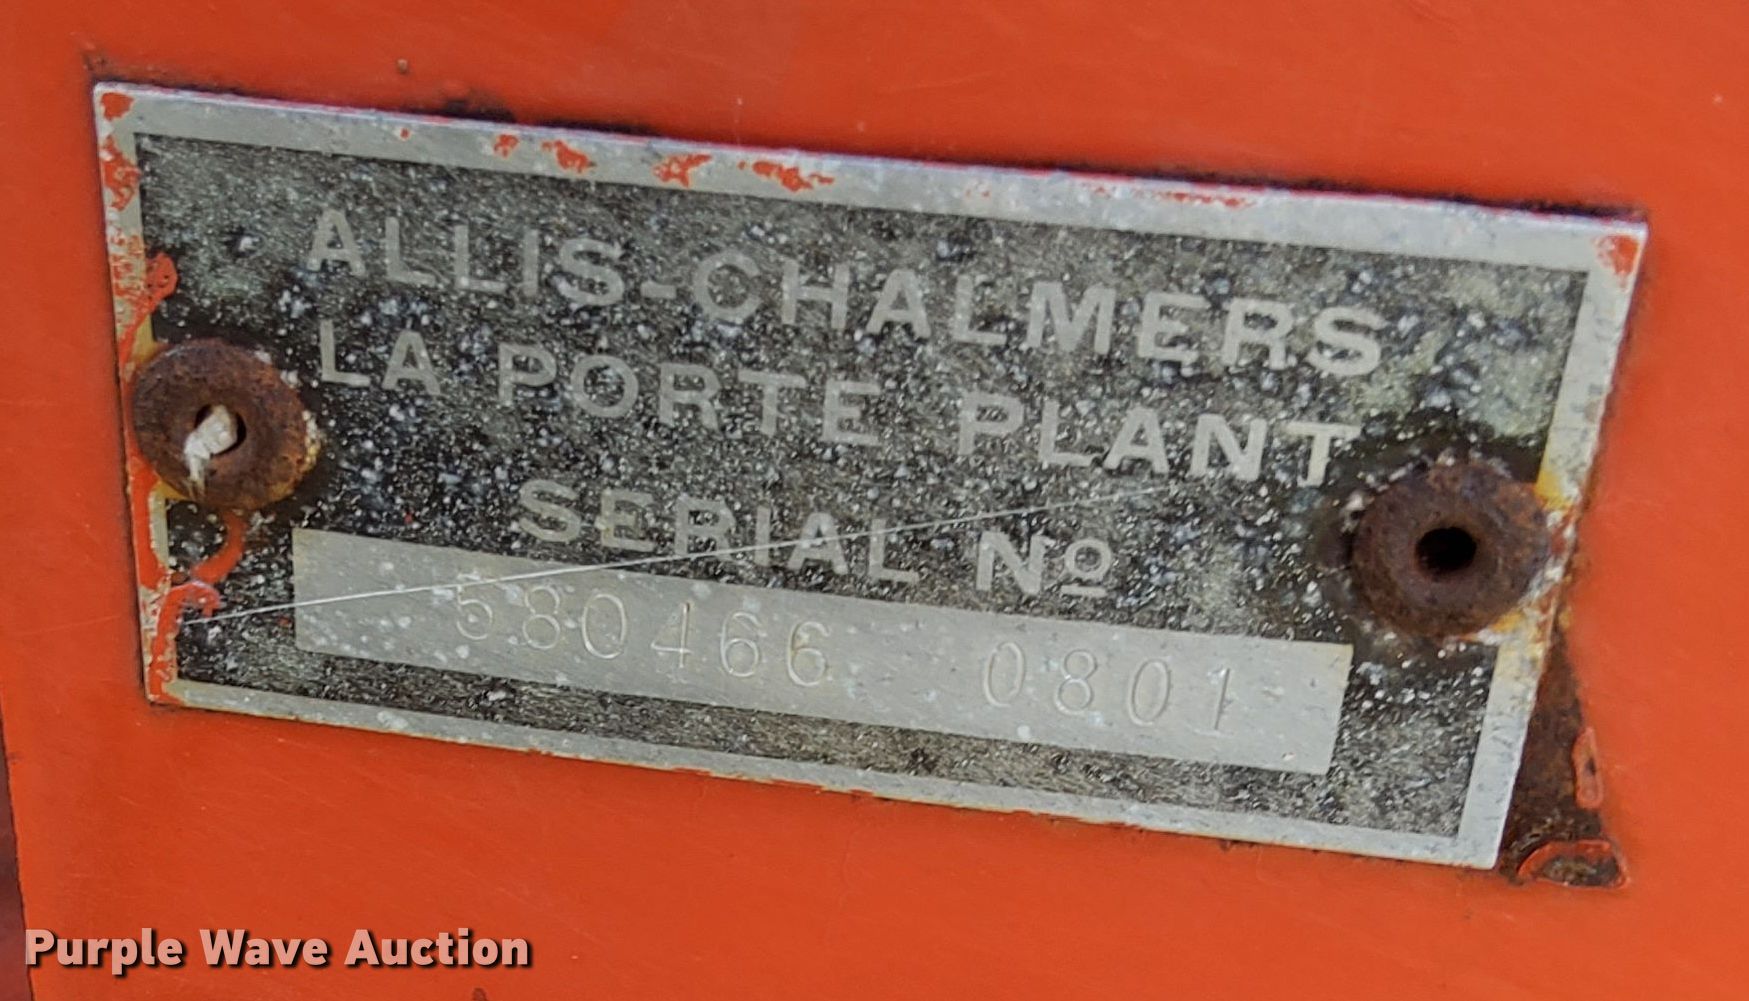 ALLIS-CHALMERS
LA PORTE PLANT
SERIAL Nº
580466 0801
Purple Wave Auction